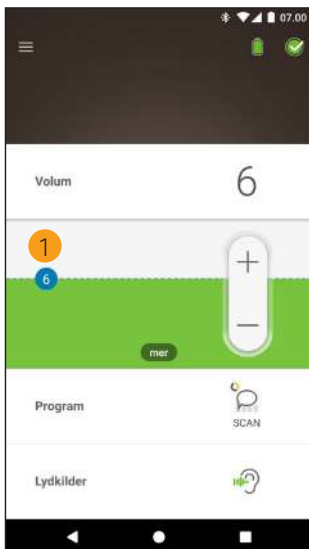 07.00
Volum 6
1
6
+
−
mer
Program
SCAN
Lydkilder